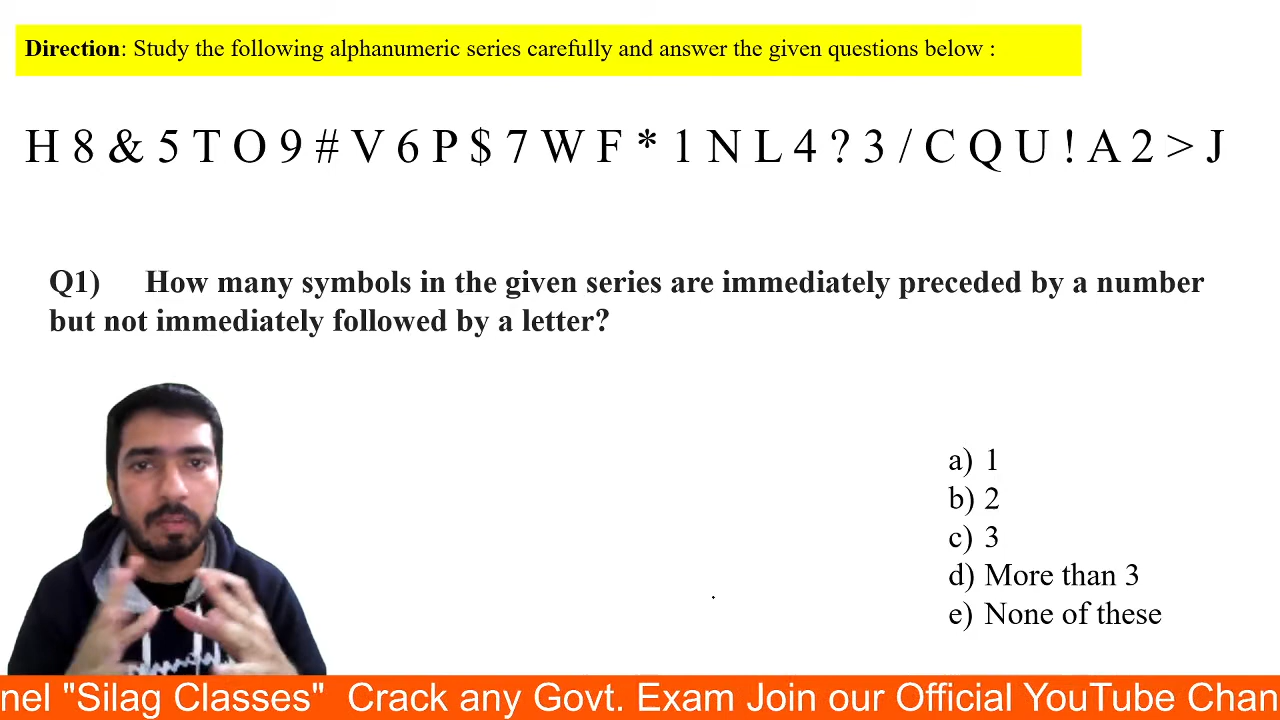 Direction: Study the following alphanumeric series carefully and answer the given questions below :
H 8 & 5 T O 9 # V 6 P $ 7 W F * 1 N L 4 ? 3 / C Q U ! A 2 > J
Q1) How many symbols in the given series are immediately preceded by a number
but not immediately followed by a letter?
a) 1
b) 2
c) 3
d) More than 3
e) None of these
nel "Silag Classes" Crack any Govt. Exam Join our Official YouTube Chan